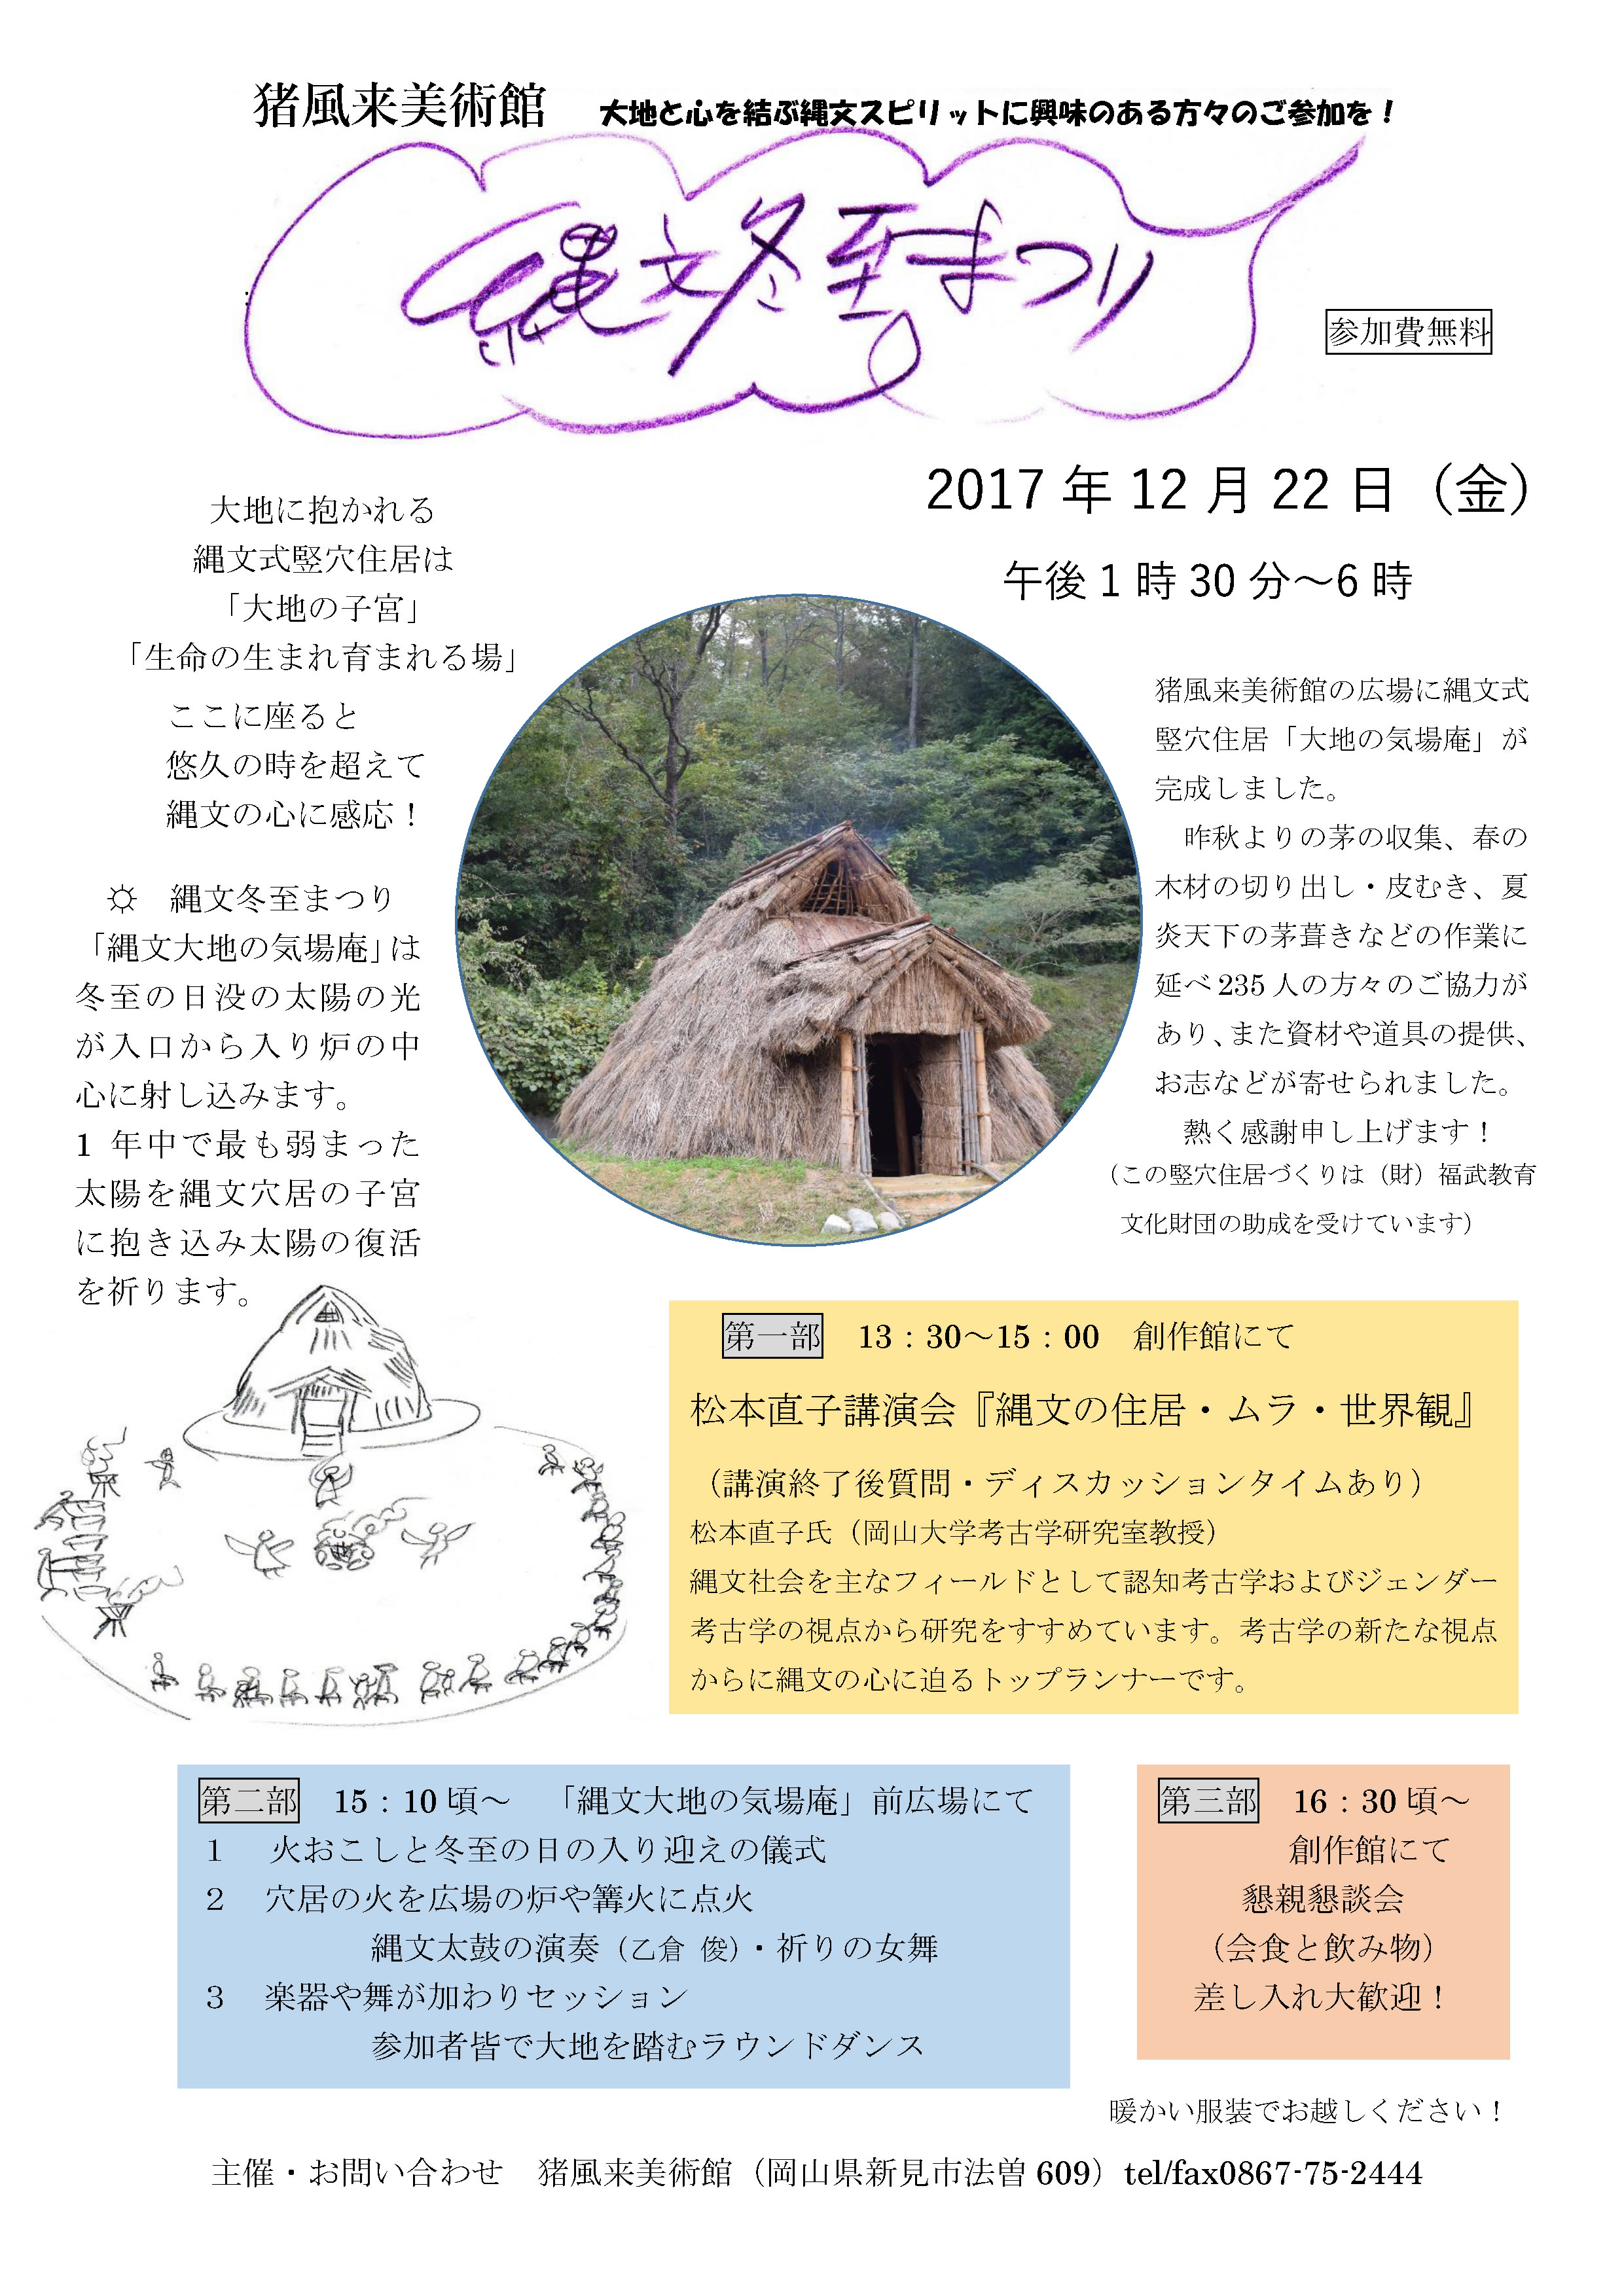 猪風来美術館　大地と心を結ぶ縄文スピリットに興味のある方々のご参加を！
縄文冬至まつり
参加費無料
2017 年 12 月 22 日（金）
午後 1 時 30 分～6 時
大地に抱かれる
縄文式竪穴住居は
「大地の子宮」
「生命の生まれ育まれる場」
ここに座ると
悠久の時を超えて
縄文の心に感応！
☼　縄文冬至まつり
「縄文大地の気場庵」は
冬至の日没の太陽の光
が入口から入り炉の中
心に射し込みます。
1 年中で最も弱まった
太陽を縄文穴居の子宮
に抱き込み太陽の復活
を祈ります。
猪風来美術館の広場に縄文式
竪穴住居「大地の気場庵」が
完成しました。
昨秋よりの茅の収集、春の
木材の切り出し・皮むき、夏
炎天下の茅葺きなどの作業に
延べ 235 人の方々のご協力が
あり、また資材や道具の提供、
お志などが寄せられました。
熱く感謝申し上げます！
（この竪穴住居づくりは（財）福武教育
文化財団の助成を受けています）
第一部　13：30～15：00　創作館にて
松本直子講演会『縄文の住居・ムラ・世界観』
（講演終了後質問・ディスカッションタイムあり）
松本直子氏（岡山大学考古学研究室教授）
縄文社会を主なフィールドとして認知考古学およびジェンダー
考古学の視点から研究をすすめています。考古学の新たな視点
からに縄文の心に迫るトップランナーです。
第二部　15：10 頃～　「縄文大地の気場庵」前広場にて
１　火おこしと冬至の日の入り迎えの儀式
２　穴居の火を広場の炉や篝火に点火
縄文太鼓の演奏（乙倉 俊）・祈りの女舞
３　楽器や舞が加わりセッション
参加者皆で大地を踏むラウンドダンス
第三部　16：30 頃～
創作館にて
懇親懇談会
（会食と飲み物）
差し入れ大歓迎！
暖かい服装でお越しください！
主催・お問い合わせ　猪風来美術館（岡山県新見市法曽 609）tel/fax0867-75-2444